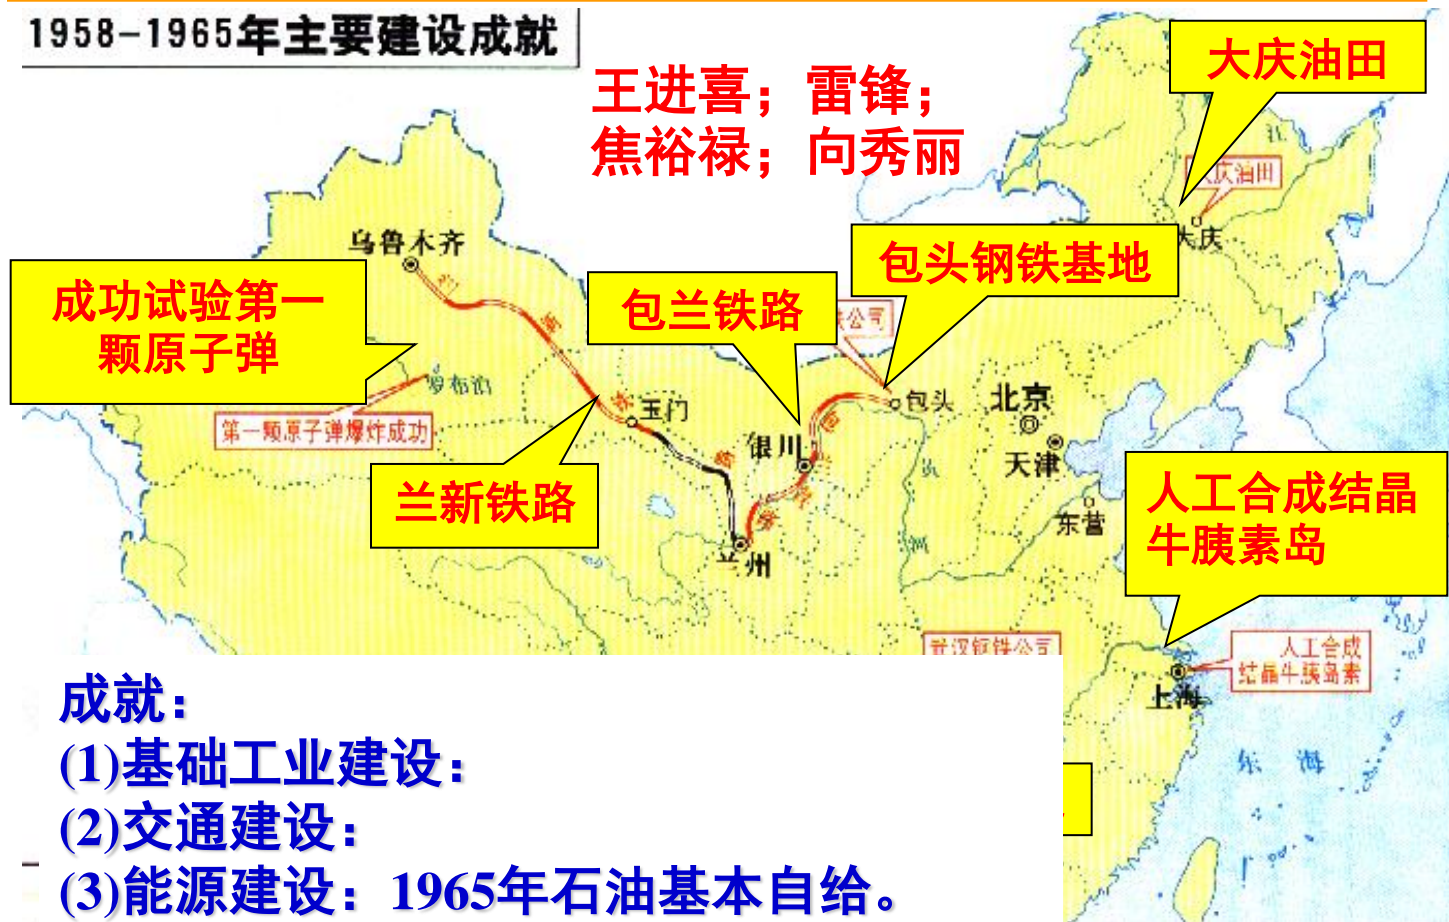 1958-1965年主要建设成就
王进喜；雷锋；
焦裕禄；向秀丽
大庆油田
庆油田
大庆
乌鲁木齐
包头钢铁基地
成功试验第一
颗原子弹
包兰铁路
公司
罗布泊
玉门
包头
北京
第一颗原子弹爆炸成功
银川
天津
兰新铁路
人工合成结晶
牛胰素岛
东营
兰州
武汉钢铁公司
人工合成
结晶牛胰岛素
上海
东 海
成就：
(1)基础工业建设：
(2)交通建设：
(3)能源建设：1965年石油基本自给。